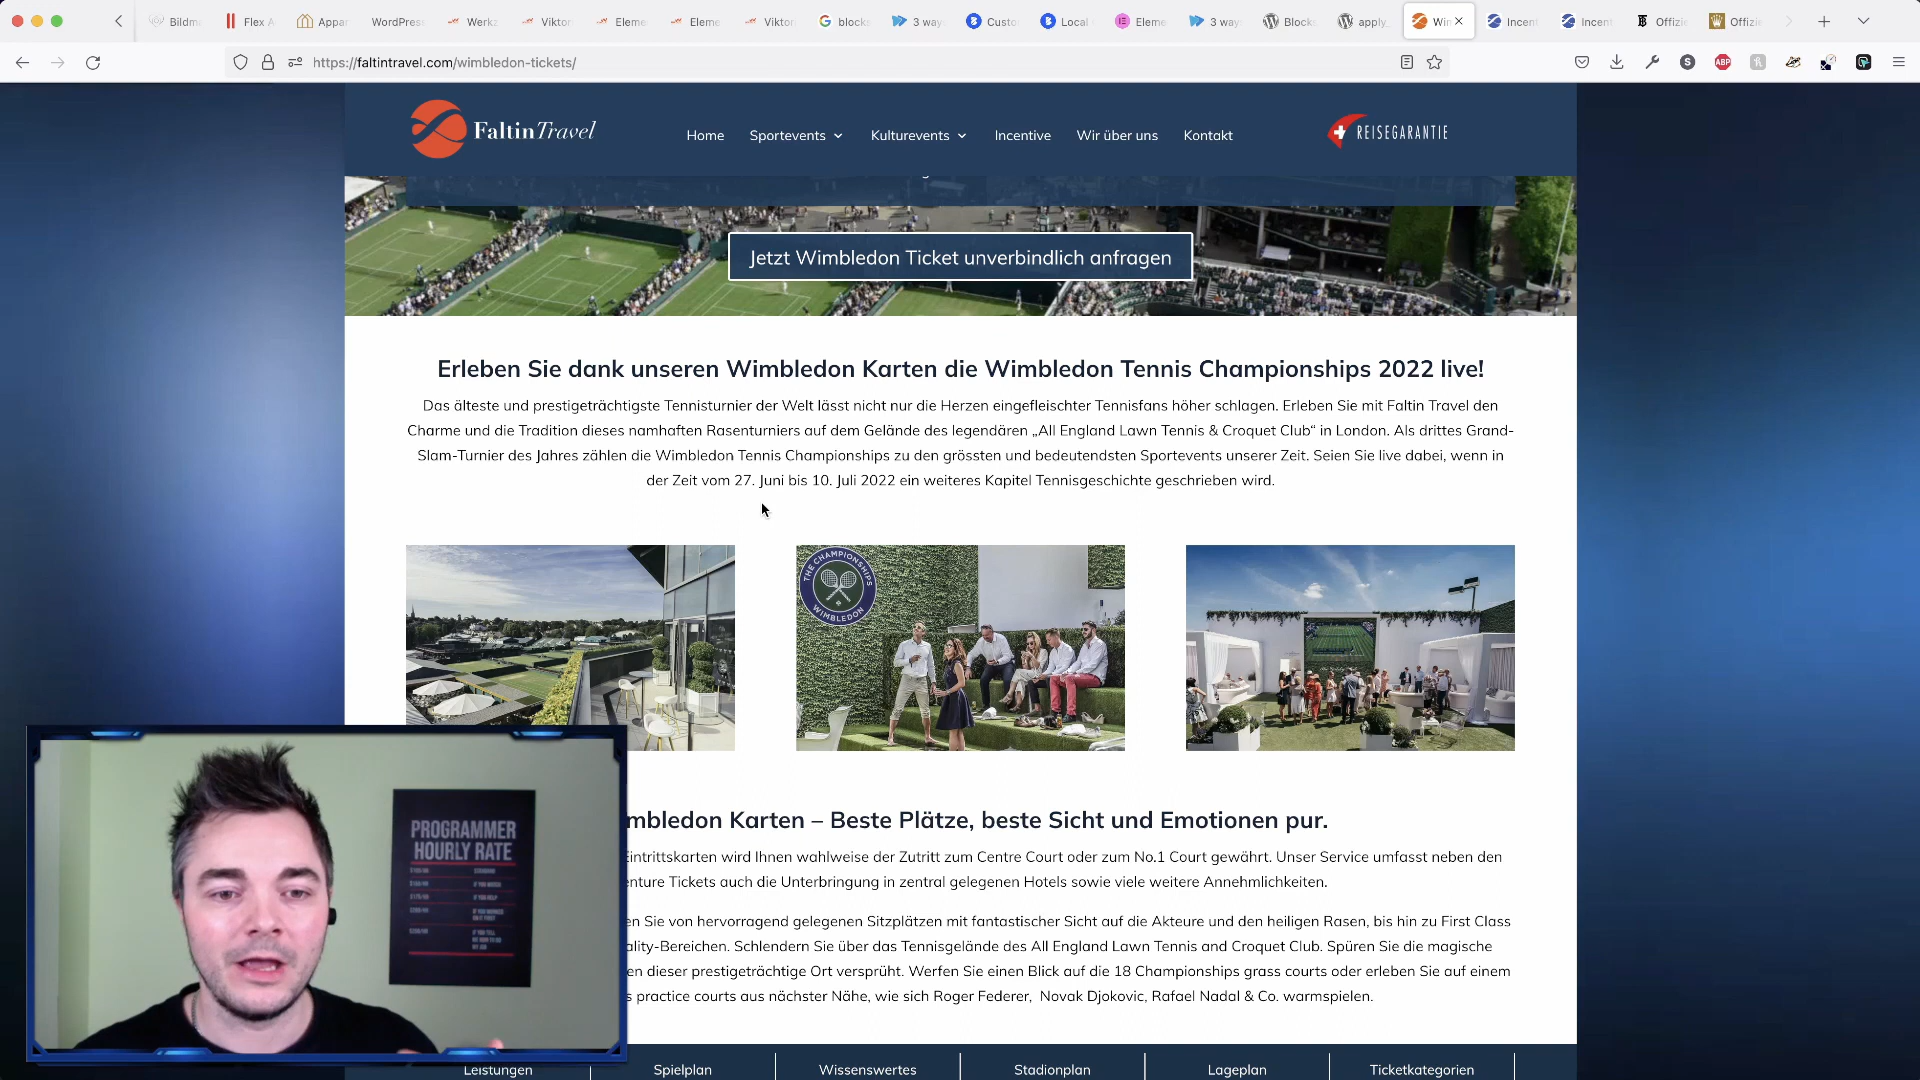 Bildm
Flex A
Appar
WordPress
Werkz
Viktor
Eleme
Eleme
Viktor
block
3 way
Custo
Local
Eleme
3 way
Block
apply_
Win
Incent
Incent
Offizi
Offizie
https://faltintravel.com/wimbledon-tickets/
S
ABP
FaltinTravel
Home
Sportevents
Kulturevents
Incentive
Wir über uns
Kontakt
REISEGARANTIE
Jetzt Wimbledon Ticket unverbindlich anfragen
Erleben Sie dank unseren Wimbledon Karten die Wimbledon Tennis Championships 2022 live!
Das älteste und prestigeträchtigste Tennisturnier der Welt lässt nicht nur die Herzen eingefleischter Tennisfans höher schlagen. Erleben Sie mit Faltin Travel den
Charme und die Tradition dieses namhaften Rasenturniers auf dem Gelände des legendären „All England Lawn Tennis & Croquet Club“ in London. Als drittes Grand-
Slam-Turnier des Jahres zählen die Wimbledon Tennis Championships zu den grössten und bedeutendsten Sportevents unserer Zeit. Seien Sie live dabei, wenn in
der Zeit vom 27. Juni bis 10. Juli 2022 ein weiteres Kapitel Tennisgeschichte geschrieben wird.
THE CHAMPIONSHIPS
WIMBLEDON
mbledon Karten – Beste Plätze, beste Sicht und Emotionen pur.
Eintrittskarten wird Ihnen wahlweise der Zutritt zum Centre Court oder zum No.1 Court gewährt. Unser Service umfasst neben den
enture Tickets auch die Unterbringung in zentral gelegenen Hotels sowie viele weitere Annehmlichkeiten.
en Sie von hervorragend gelegenen Sitzplätzen mit fantastischer Sicht auf die Akteure und den heiligen Rasen, bis hin zu First Class
ality-Bereichen. Schlendern Sie über das Tennisgelände des All England Lawn Tennis and Croquet Club. Spüren Sie die magische
en dieser prestigeträchtige Ort versprüht. Werfen Sie einen Blick auf die 18 Championships grass courts oder erleben Sie auf einem
s practice courts aus nächster Nähe, wie sich Roger Federer, Novak Djokovic, Rafael Nadal & Co. warmspielen.
PROGRAMMER
HOURLY RATE
Leistungen
Spielplan
Wissenswertes
Stadionplan
Lageplan
Ticketkategorien